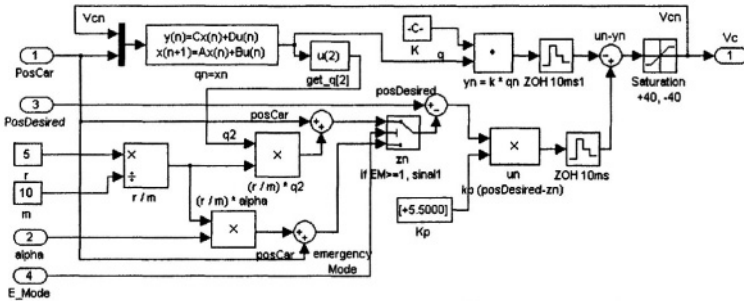 Vcn
Vcn
y(n)=Cx(n)+Du(n)
x(n+1)=Ax(n)+Bu(n)
qn=xn
u(2)
get_q[2]
-C-
K
q
yn = k * qn
ZOH 10ms1
un-yn
Saturation
+40, -40
1
Vc
1
PosCar
3
PosDesired
posDesired
posCar
q2
5
r
10
m
r / m
(r / m) * q2
zn
if EM>=1, sinal1
un
kp (posDesired-zn)
ZOH 10ms
[+5.5000]
Kp
(r / m) * alpha
2
alpha
posCar
emergency
Mode
4
E_Mode